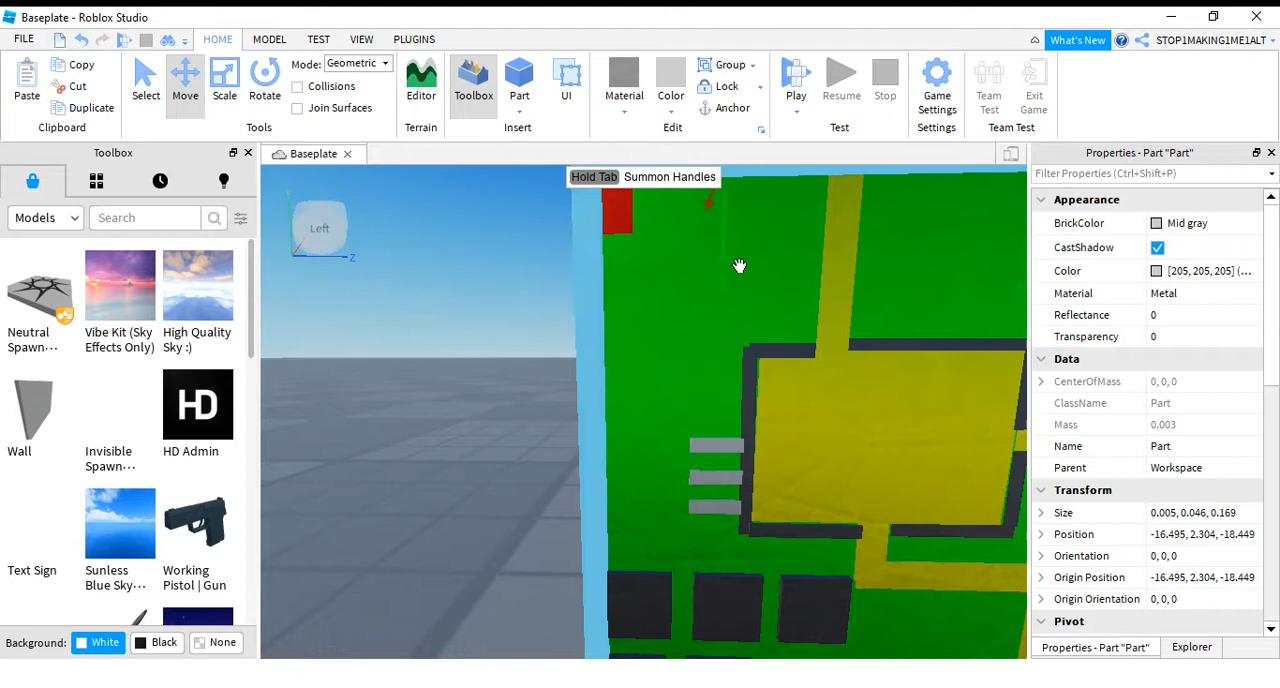 Baseplate - Roblox Studio
FILE HOME MODEL TEST VIEW PLUGINS What's New STOP1MAKING1ME1ALT
Paste Copy Cut Duplicate
Clipboard
Select Move Scale Rotate Mode: Geometric Collisions Join Surfaces
Tools
Editor
Terrain
Toolbox Part UI
Insert
Material Color Group Lock Anchor
Edit
Play Resume Stop
Test
Game Settings
Settings
Team Test Exit Game
Team Test
Toolbox
Models Search
Neutral Spawn...
Vibe Kit (Sky Effects Only)
High Quality Sky :)
Wall
Invisible Spawn...
HD
HD Admin
Text Sign
Sunless Blue Sky...
Working Pistol | Gun
Background: White Black None
Baseplate
Hold Tab Summon Handles
Left
Y
Z
Properties - Part "Part"
Filter Properties (Ctrl+Shift+P)
Appearance
BrickColor Mid gray
CastShadow
Color [205, 205, 205] (...
Material Metal
Reflectance 0
Transparency 0
Data
CenterOfMass 0, 0, 0
ClassName Part
Mass 0.003
Name Part
Parent Workspace
Transform
Size 0.005, 0.046, 0.169
Position -16.495, 2.304, -18.449
Orientation 0, 0, 0
Origin Position -16.495, 2.304, -18.449
Origin Orientation 0, 0, 0
Pivot
Properties - Part "Part" Explorer